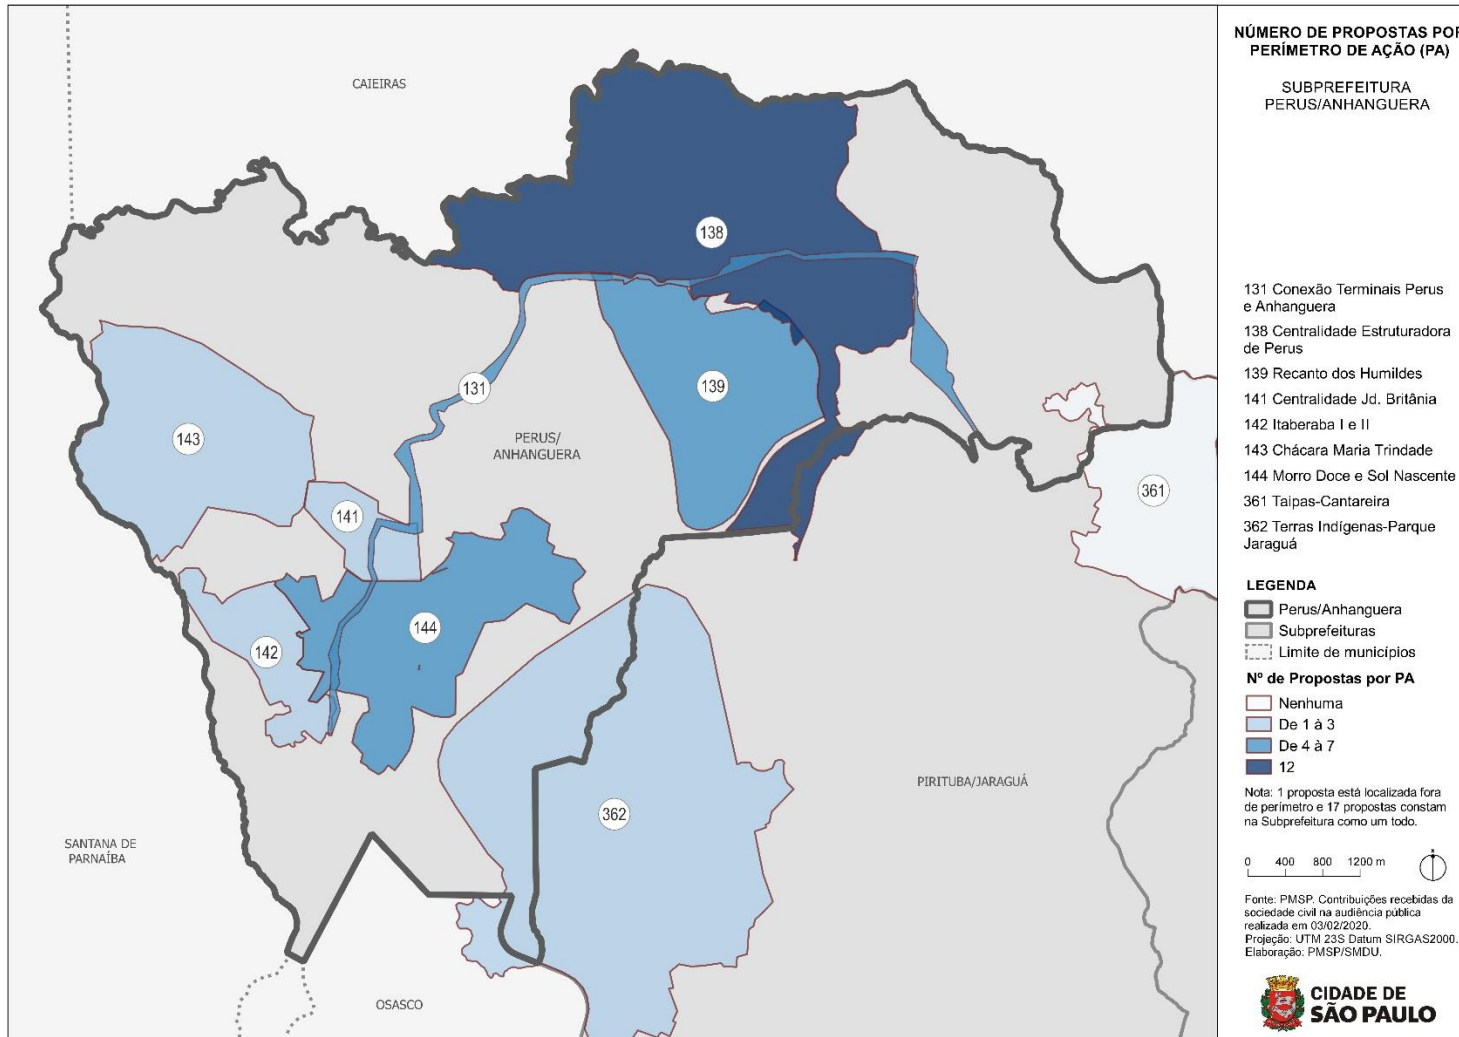 CAIEIRAS
138
131
139
143
PERUS/
ANHANGUERA
141
361
144
142
362
PIRITUBA/JARAGUÁ
SANTANA DE
PARNAÍBA
OSASCO
NÚMERO DE PROPOSTAS POR
PERÍMETRO DE AÇÃO (PA)
SUBPREFEITURA
PERUS/ANHANGUERA
131 Conexão Terminais Perus
e Anhanguera
138 Centralidade Estruturadora
de Perus
139 Recanto dos Humildes
141 Centralidade Jd. Britânia
142 Itaberaba I e II
143 Chácara Maria Trindade
144 Morro Doce e Sol Nascente
361 Taipas-Cantareira
362 Terras Indígenas-Parque
Jaraguá
LEGENDA
Perus/Anhanguera
Subprefeituras
Limite de municípios
Nº de Propostas por PA
Nenhuma
De 1 à 3
De 4 à 7
12
Nota: 1 proposta está localizada fora
de perímetro e 17 propostas constam
na Subprefeitura como um todo.
0 400 800 1200 m
Fonte: PMSP. Contribuições recebidas da
sociedade civil na audiência pública
realizada em 03/02/2020.
Projeção: UTM 23S Datum SIRGAS2000.
Elaboração: PMSP/SMDU.
CIDADE DE
SÃO PAULO